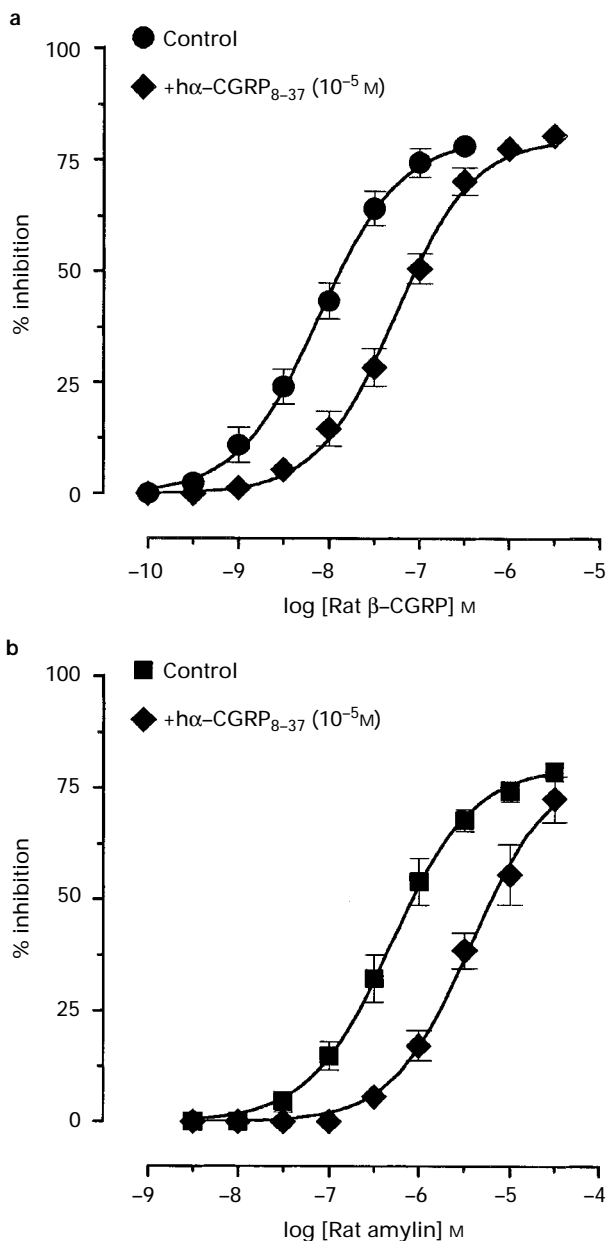 a
Control
+hα–CGRP8–37 (10–5 M)
100
75
50
25
0
% inhibition
–10 –9 –8 –7 –6 –5
log [Rat β–CGRP] M
b
Control
+hα–CGRP8–37 (10–5M)
100
75
50
25
0
% inhibition
–9 –8 –7 –6 –5 –4
log [Rat amylin] M